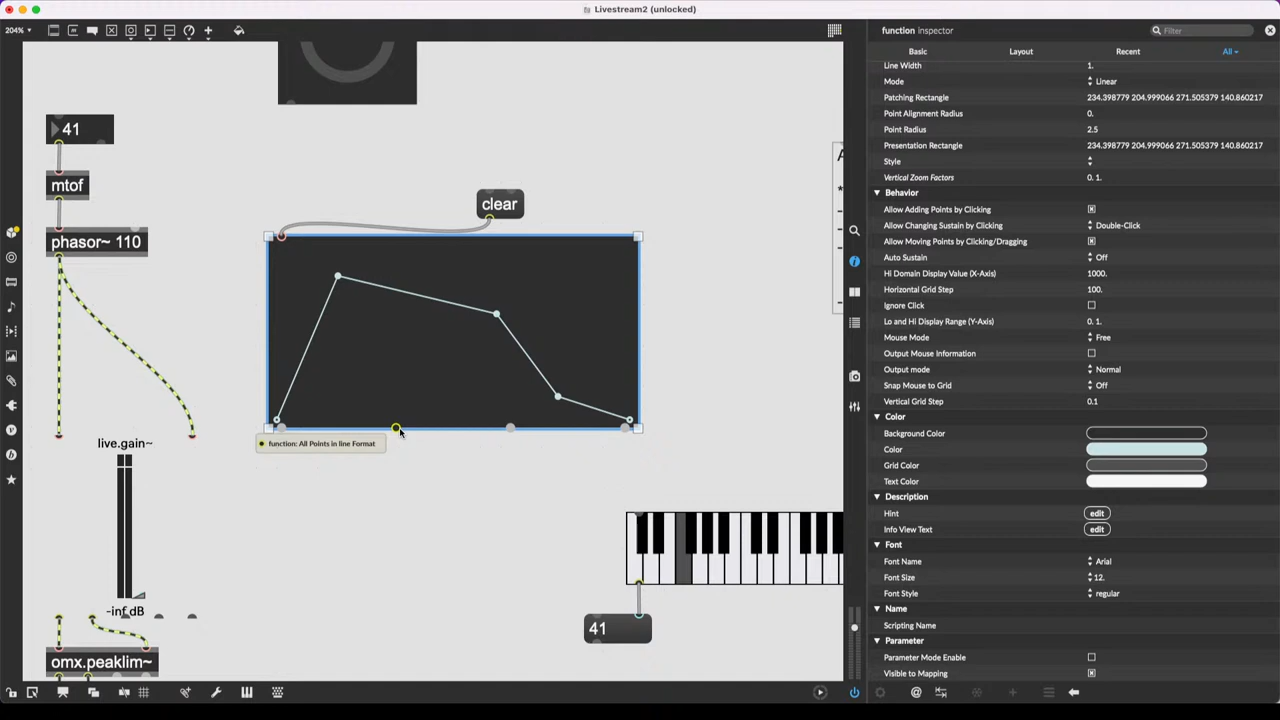 Livestream2 (unlocked)
204%
function inspector
Filter
Basic
Layout
Recent
All
Line Width
1.
Mode
Linear
Patching Rectangle
234.398779 204.999066 271.505379 140.860217
Point Alignment Radius
0.
Point Radius
2.5
Presentation Rectangle
234.398779 204.999066 271.505379 140.860217
Style
Vertical Zoom Factors
0. 1.
Behavior
Allow Adding Points by Clicking
Allow Changing Sustain by Clicking
Double-Click
Allow Moving Points by Clicking/Dragging
Auto Sustain
Off
Hi Domain Display Value (X-Axis)
1000.
Horizontal Grid Step
100.
Ignore Click
Lo and Hi Display Range (Y-Axis)
0. 1.
Mouse Mode
Free
Output Mouse Information
Output mode
Normal
Snap Mouse to Grid
Off
Vertical Grid Step
0.1
Color
Background Color
Color
Grid Color
Text Color
Description
Hint
edit
Info View Text
edit
Font
Font Name
Arial
Font Size
12.
Font Style
regular
Name
Scripting Name
Parameter
Parameter Mode Enable
Visible to Mapping
41
mtof
phasor~ 110
clear
function: All Points in line Format
live.gain~
-inf dB
omx.peaklim~
41